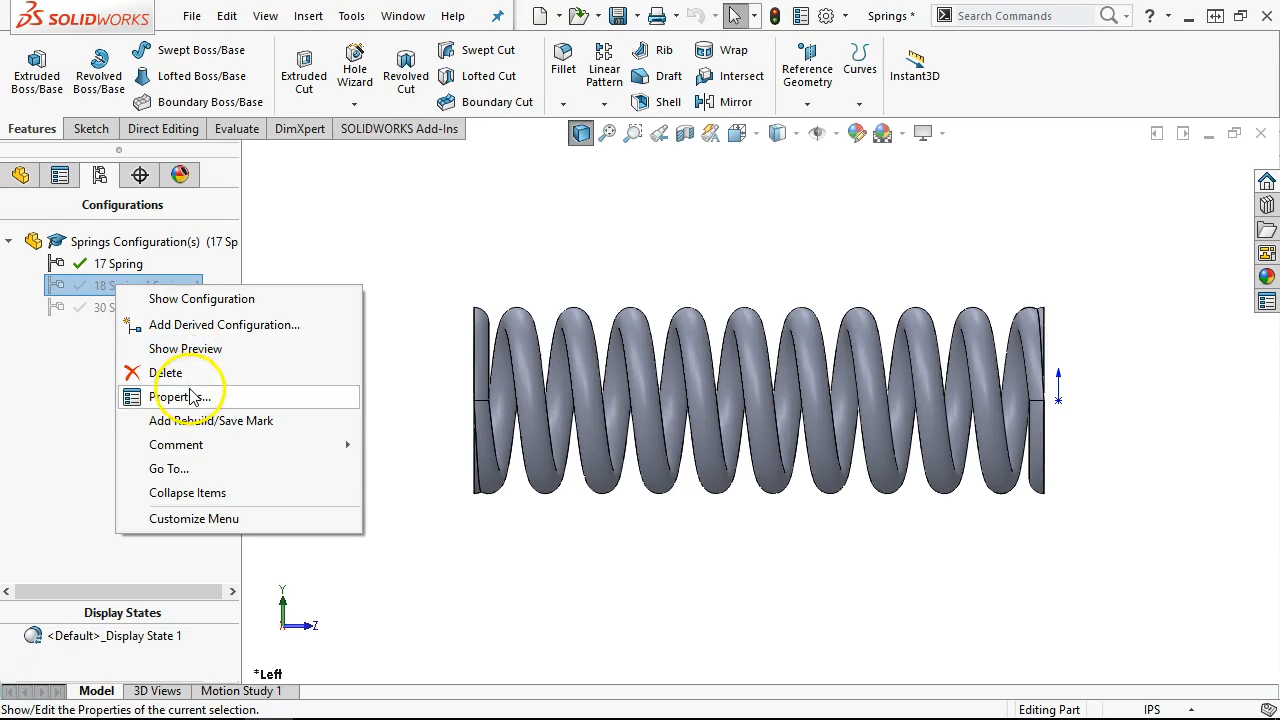 SOLIDWORKS
File Edit View Insert Tools Window Help
Springs *
Search Commands
Extruded Boss/Base
Revolved Boss/Base
Swept Boss/Base
Lofted Boss/Base
Boundary Boss/Base
Extruded Cut
Hole Wizard
Revolved Cut
Swept Cut
Lofted Cut
Boundary Cut
Fillet
Linear Pattern
Rib
Draft
Shell
Wrap
Intersect
Mirror
Reference Geometry
Curves
Instant3D
Features Sketch Direct Editing Evaluate DimXpert SOLIDWORKS Add-Ins
Configurations
Springs Configuration(s) (17 Sp
17 Spring
18
30 S
Show Configuration
Add Derived Configuration...
Show Preview
Delete
Properties...
Add Rebuild/Save Mark
Comment
Go To...
Collapse Items
Customize Menu
Display States
<Default>_Display State 1
Y
Z
*Left
Model 3D Views Motion Study 1
Show/Edit the Properties of the current selection.
Editing Part
IPS